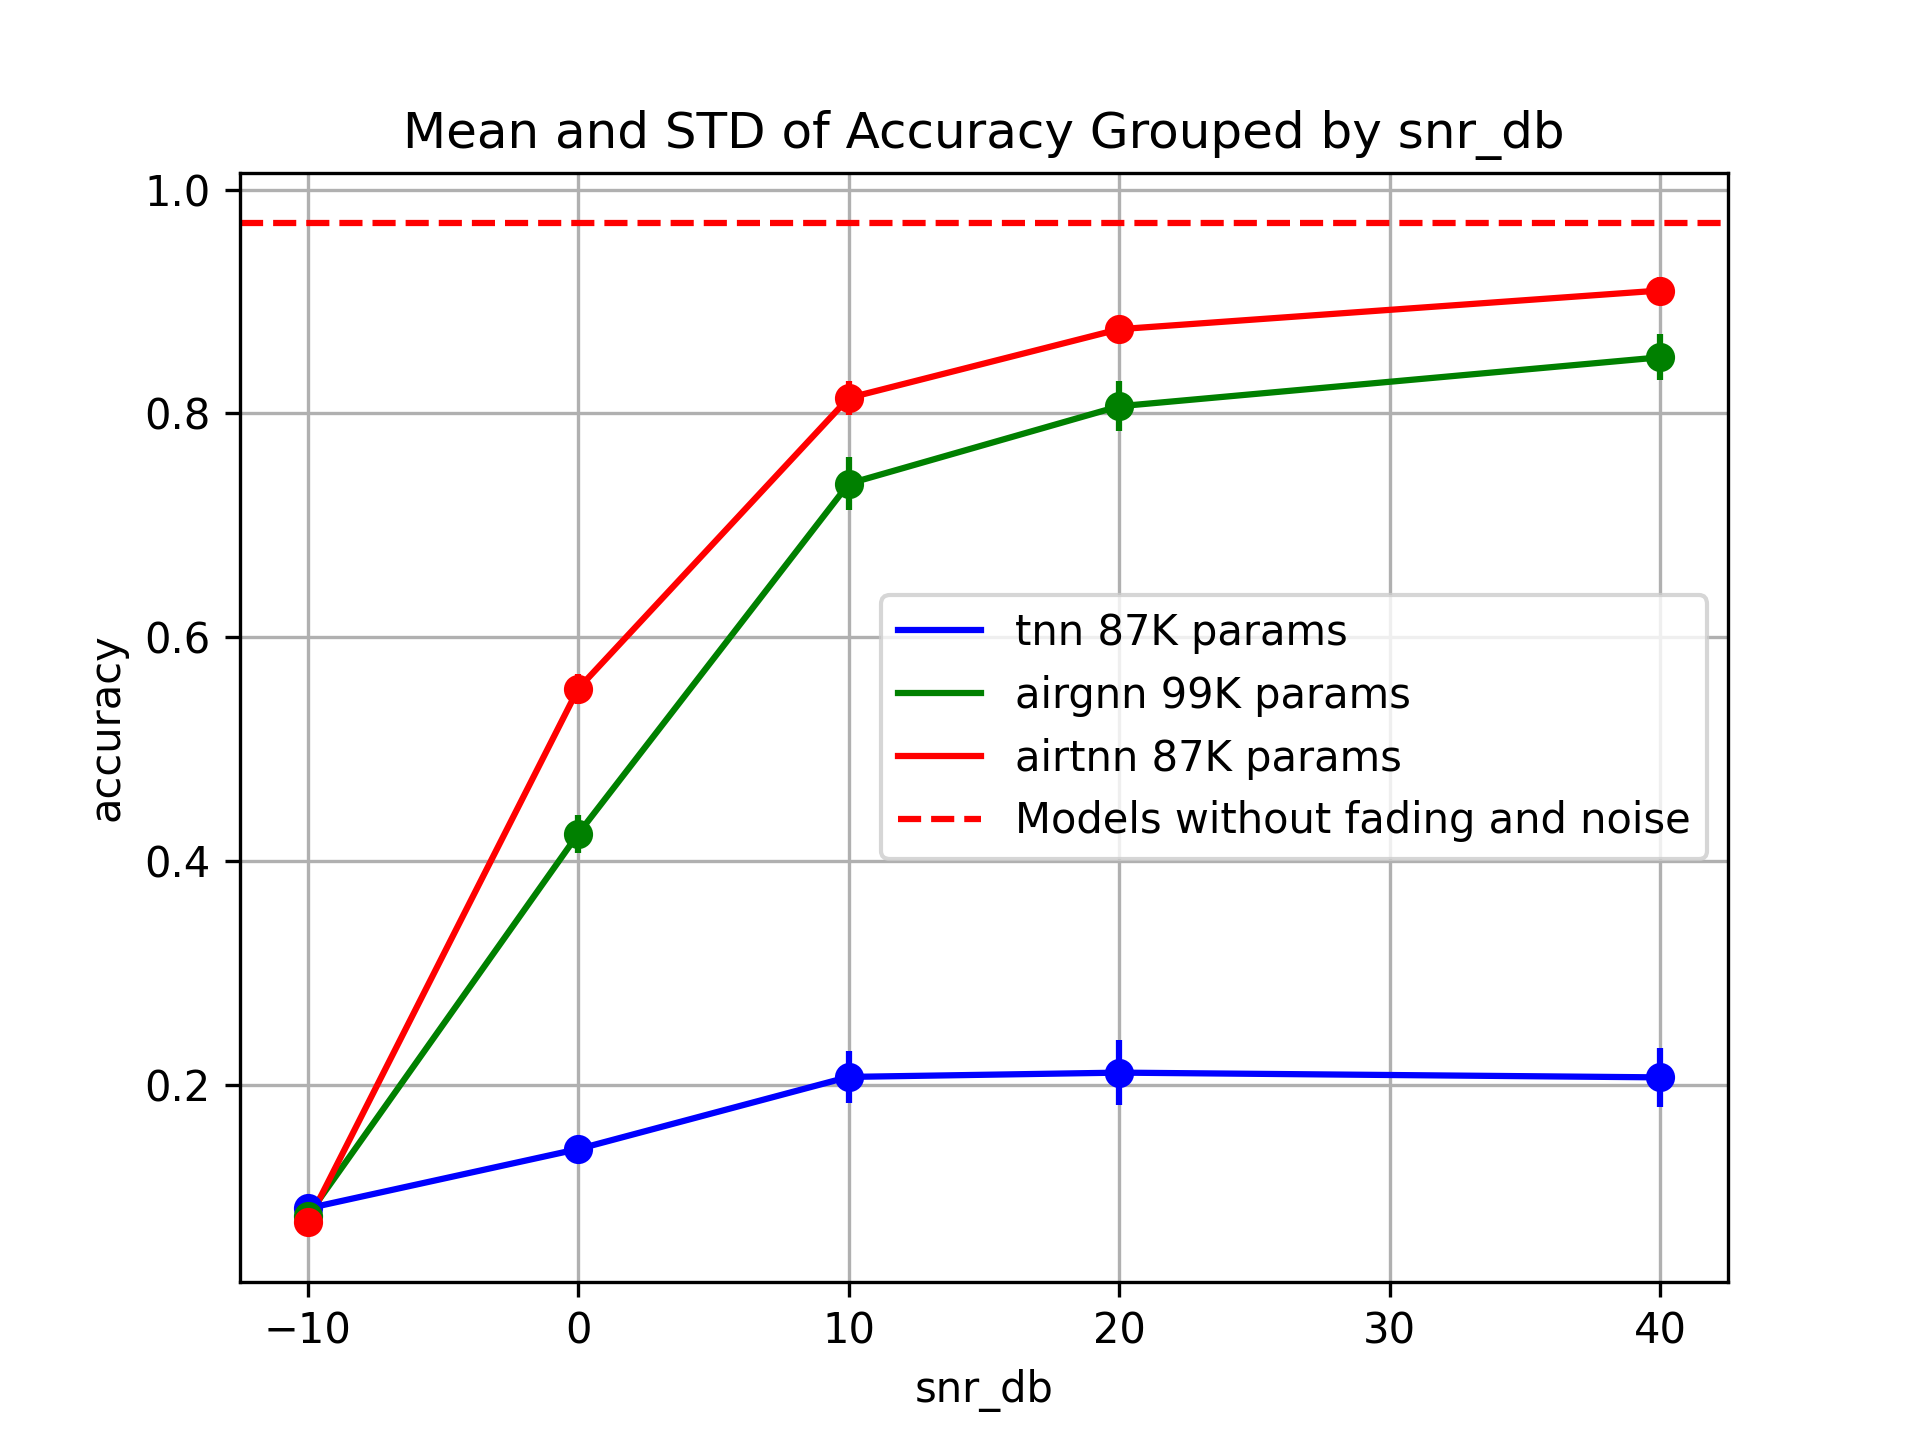 Mean and STD of Accuracy Grouped by snr_db
1.0
0.8
0.6
0.4
0.2
accuracy
tnn 87K params
airgnn 99K params
airtnn 87K params
Models without fading and noise
−10 0 10 20 30 40
snr_db